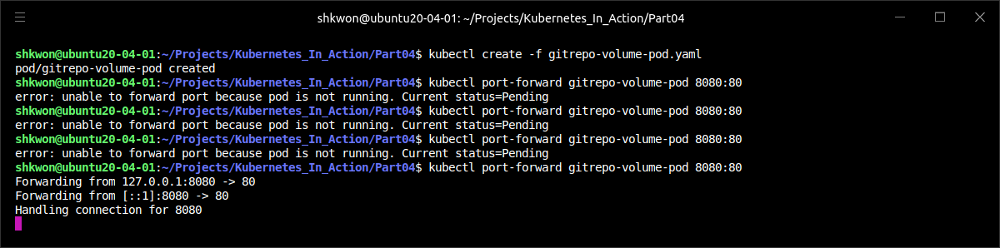 shkwon@ubuntu20-04-01: ~/Projects/Kubernetes_In_Action/Part04
shkwon@ubuntu20-04-01:~/Projects/Kubernetes_In_Action/Part04$ kubectl create -f gitrepo-volume-pod.yaml
pod/gitrepo-volume-pod created
shkwon@ubuntu20-04-01:~/Projects/Kubernetes_In_Action/Part04$ kubectl port-forward gitrepo-volume-pod 8080:80
error: unable to forward port because pod is not running. Current status=Pending
shkwon@ubuntu20-04-01:~/Projects/Kubernetes_In_Action/Part04$ kubectl port-forward gitrepo-volume-pod 8080:80
error: unable to forward port because pod is not running. Current status=Pending
shkwon@ubuntu20-04-01:~/Projects/Kubernetes_In_Action/Part04$ kubectl port-forward gitrepo-volume-pod 8080:80
error: unable to forward port because pod is not running. Current status=Pending
shkwon@ubuntu20-04-01:~/Projects/Kubernetes_In_Action/Part04$ kubectl port-forward gitrepo-volume-pod 8080:80
Forwarding from 127.0.0.1:8080 -> 80
Forwarding from [::1]:8080 -> 80
Handling connection for 8080